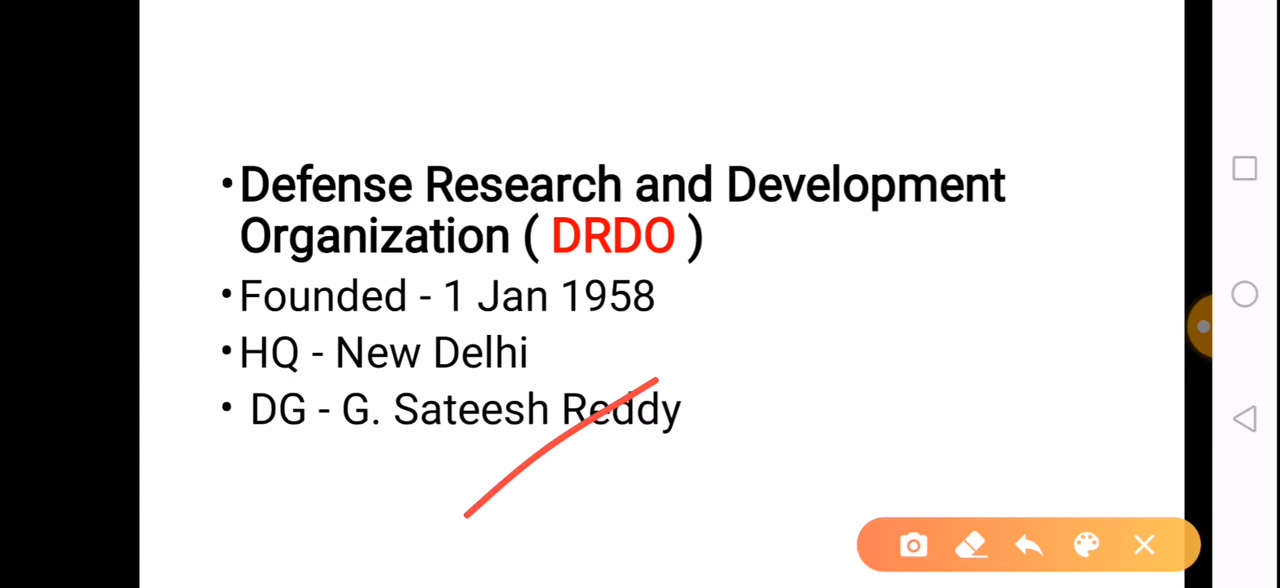 •Defense Research and Development
Organization ( DRDO )
•Founded - 1 Jan 1958
•HQ - New Delhi
• DG - G. Sateesh Reddy